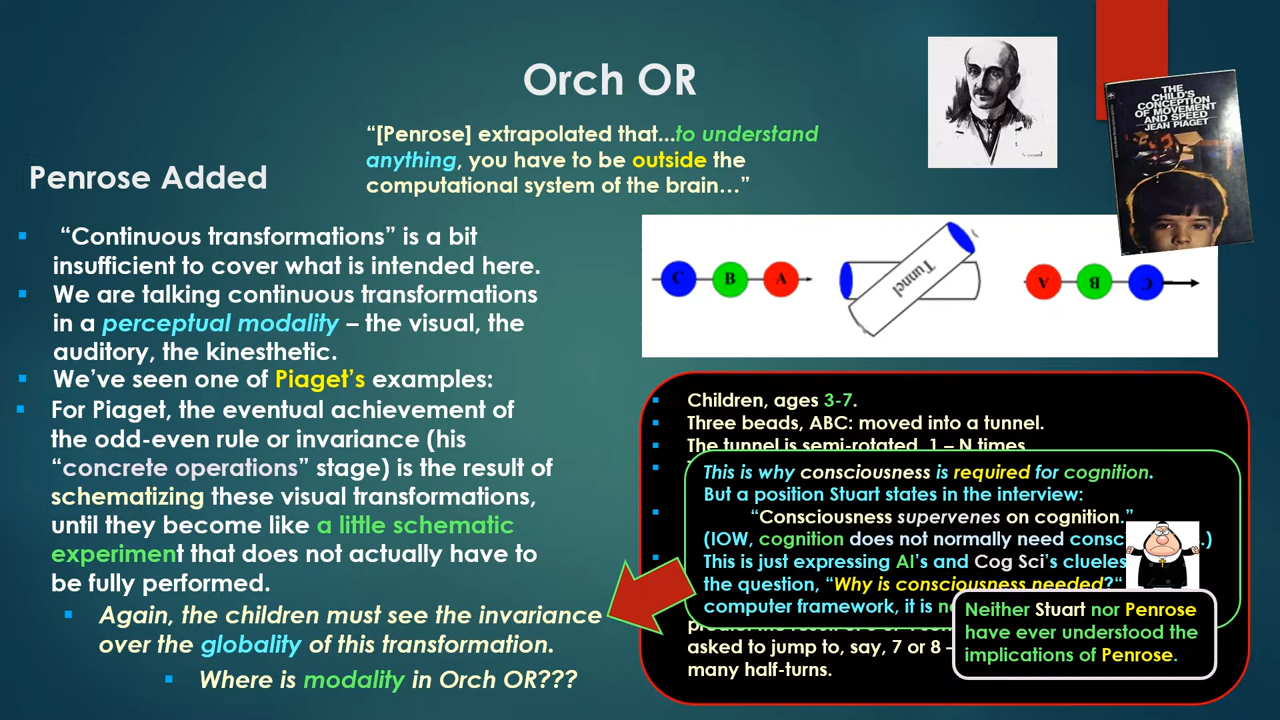 Orch OR
“[Penrose] extrapolated that...to understand
anything, you have to be outside the
computational system of the brain…”
Penrose Added
“Continuous transformations” is a bit
insufficient to cover what is intended here.
We are talking continuous transformations
in a perceptual modality – the visual, the
auditory, the kinesthetic.
We’ve seen one of Piaget’s examples:
For Piaget, the eventual achievement of
the odd-even rule or invariance (his
“concrete operations” stage) is the result of
schematizing these visual transformations,
until they become like a little schematic
experiment that does not actually have to
be fully performed.
Again, the children must see the invariance
over the globality of this transformation.
Where is modality in Orch OR???
THE
CHILD'S
CONCEPTION
OF MOVEMENT
AND SPEED
JEAN PIAGET
C B A
Tunnel
A B C
Children, ages 3-7.
Three beads, ABC: moved into a tunnel.
The tunnel is semi-rotated, 1 – N times
This is why consciousness is required for cognition.
But a position Stuart states in the interview:
“Consciousness supervenes on cognition.”
(IOW, cognition does not normally need
This is just expressing AI’s and Cog Sci’s
the question, “Why is consciousness needed?“
computer framework, it is
asked to jump to, say, 7 or 8 –
many half-turns.
Neither Stuart nor Penrose
have ever understood the
implications of Penrose.